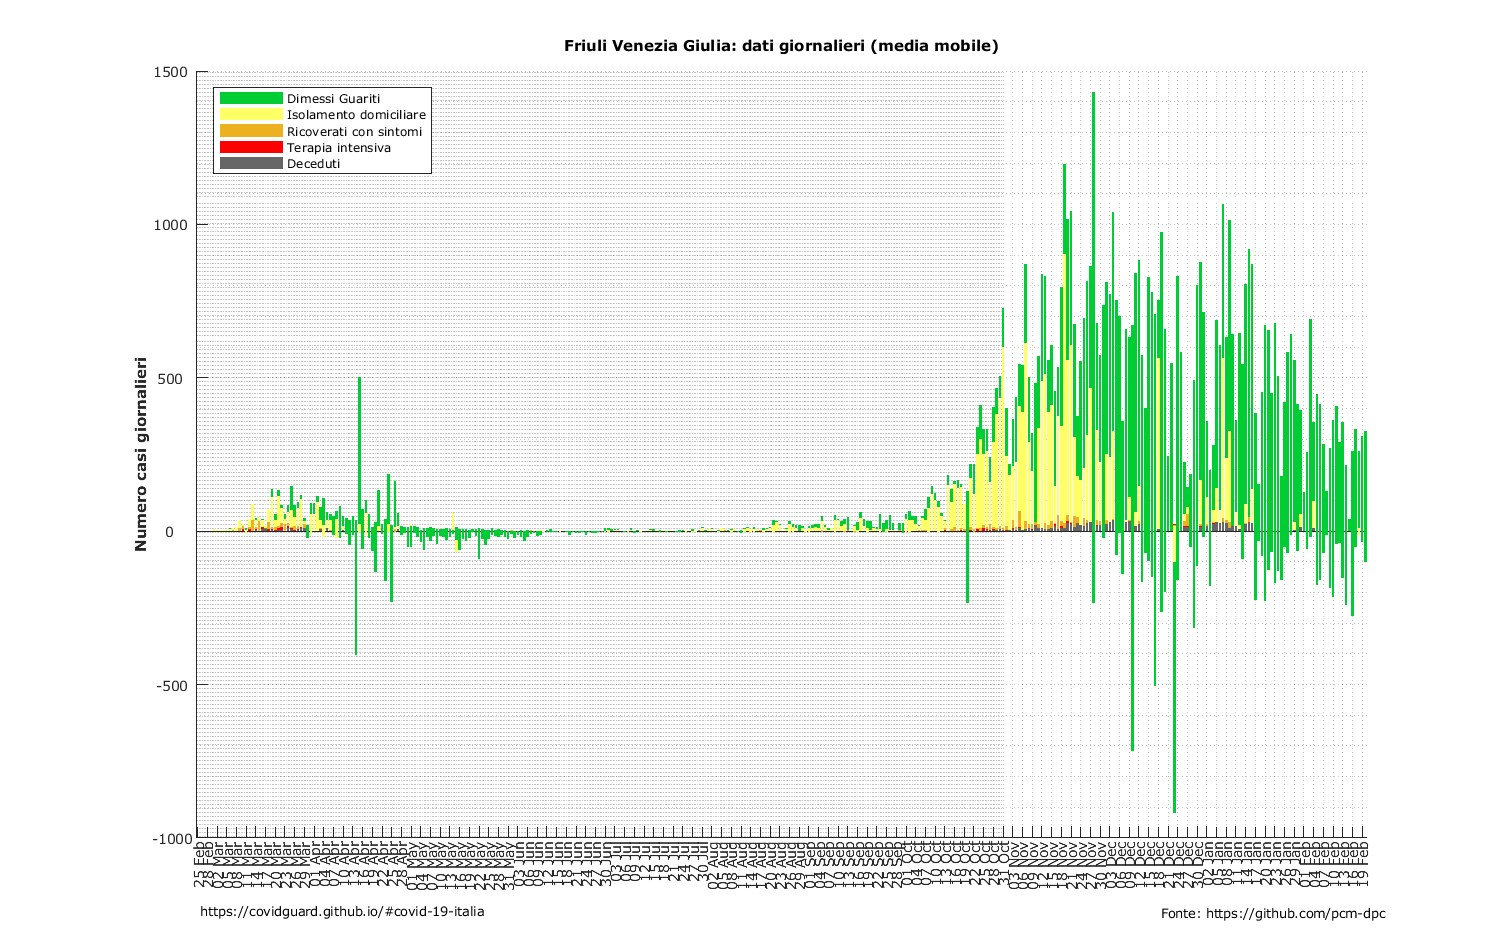 Friuli Venezia Giulia: dati giornalieri (media mobile)
1500
1000
500
0
-500
-1000
Numero casi giornalieri
Dimessi Guariti
Isolamento domiciliare
Ricoverati con sintomi
Terapia intensiva
Deceduti
25 Feb
28 Feb
02 Mar
05 Mar
08 Mar
11 Mar
14 Mar
17 Mar
20 Mar
23 Mar
26 Mar
29 Mar
01 Apr
04 Apr
07 Apr
10 Apr
13 Apr
16 Apr
19 Apr
22 Apr
25 Apr
28 Apr
01 May
04 May
07 May
10 May
13 May
16 May
19 May
22 May
25 May
28 May
31 May
03 Jun
06 Jun
09 Jun
12 Jun
15 Jun
18 Jun
21 Jun
24 Jun
27 Jun
30 Jun
03 Jul
06 Jul
09 Jul
12 Jul
15 Jul
18 Jul
21 Jul
24 Jul
27 Jul
30 Jul
02 Aug
05 Aug
08 Aug
11 Aug
14 Aug
17 Aug
20 Aug
23 Aug
26 Aug
29 Aug
01 Sep
04 Sep
07 Sep
10 Sep
13 Sep
16 Sep
19 Sep
22 Sep
25 Sep
28 Sep
01 Oct
04 Oct
07 Oct
10 Oct
13 Oct
16 Oct
19 Oct
22 Oct
25 Oct
28 Oct
31 Oct
03 Nov
06 Nov
09 Nov
12 Nov
15 Nov
18 Nov
21 Nov
24 Nov
27 Nov
30 Nov
03 Dec
06 Dec
09 Dec
12 Dec
15 Dec
18 Dec
21 Dec
24 Dec
27 Dec
30 Dec
02 Jan
05 Jan
08 Jan
11 Jan
14 Jan
17 Jan
20 Jan
23 Jan
26 Jan
29 Jan
01 Feb
04 Feb
07 Feb
10 Feb
13 Feb
16 Feb
19 Feb
https://covidguard.github.io/#covid-19-italia
Fonte: https://github.com/pcm-dpc